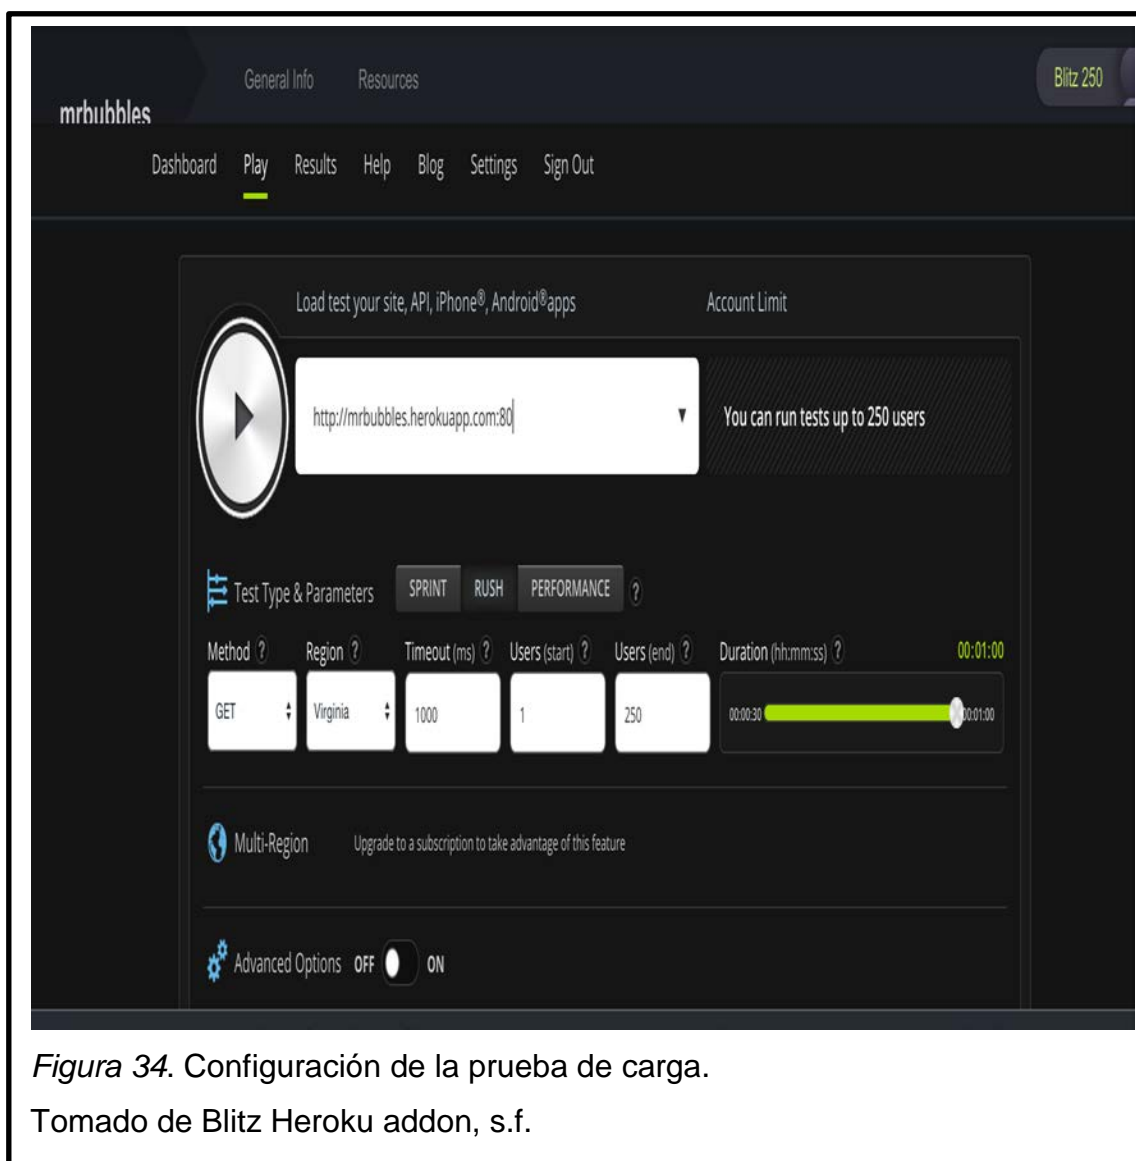 General Info Resources Blitz 250
mrbubbles
Dashboard Play Results Help Blog Settings Sign Out
Load test your site, API, iPhone®, Android®apps Account Limit
http://mrbubbles.herokuapp.com:80 You can run tests up to 250 users
Test Type & Parameters SPRINT RUSH PERFORMANCE ?
Method ? Region ? Timeout (ms) ? Users (start) ? Users (end) ? Duration (hh:mm:ss) ? 00:01:00
GET Virginia 1000 1 250 00:00:30 00:01:00
Multi-Region Upgrade to a subscription to take advantage of this feature
Advanced Options OFF ON
Figura 34. Configuración de la prueba de carga.
Tomado de Blitz Heroku addon, s.f.